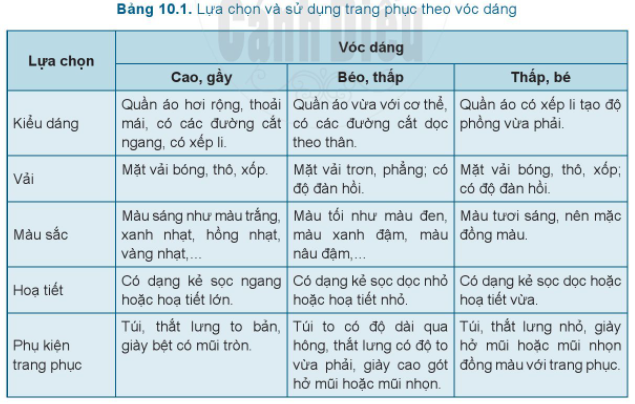 Bảng 10.1. Lựa chọn và sử dụng trang phục theo vóc dáng
Cánh Diều
Lựa chọn
Vóc dáng
Cao, gầy
Béo, thấp
Thấp, bé
Kiểu dáng
Quần áo hơi rộng, thoải
mái, có các đường cắt
ngang, có xếp li.
Quần áo vừa với cơ thể,
có các đường cắt dọc
theo thân.
Quần áo có xếp li tạo độ
phồng vừa phải.
Vải
Mặt vải bóng, thô, xốp.
Mặt vải trơn, phẳng; có
độ đàn hồi.
Mặt vải bóng, thô, xốp;
có độ đàn hồi.
Màu sắc
Màu sáng như màu trắng,
xanh nhạt, hồng nhạt,
vàng nhạt,...
Màu tối như màu đen,
màu xanh đậm, màu
nâu đậm,...
Màu tươi sáng, nên mặc
đồng màu.
Hoạ tiết
Có dạng kẻ sọc ngang
hoặc hoạ tiết lớn.
Có dạng kẻ sọc dọc nhỏ
hoặc hoạ tiết nhỏ.
Có dạng kẻ sọc dọc hoặc
hoạ tiết vừa.
Phụ kiện
trang phục
Túi, thắt lưng to bản,
giày bệt có mũi tròn.
Túi to có độ dài qua
hông, thắt lưng có độ to
vừa phải, giày cao gót
hở mũi hoặc mũi nhọn.
Túi, thắt lưng nhỏ, giày
hở mũi hoặc mũi nhọn
đồng màu với trang phục.